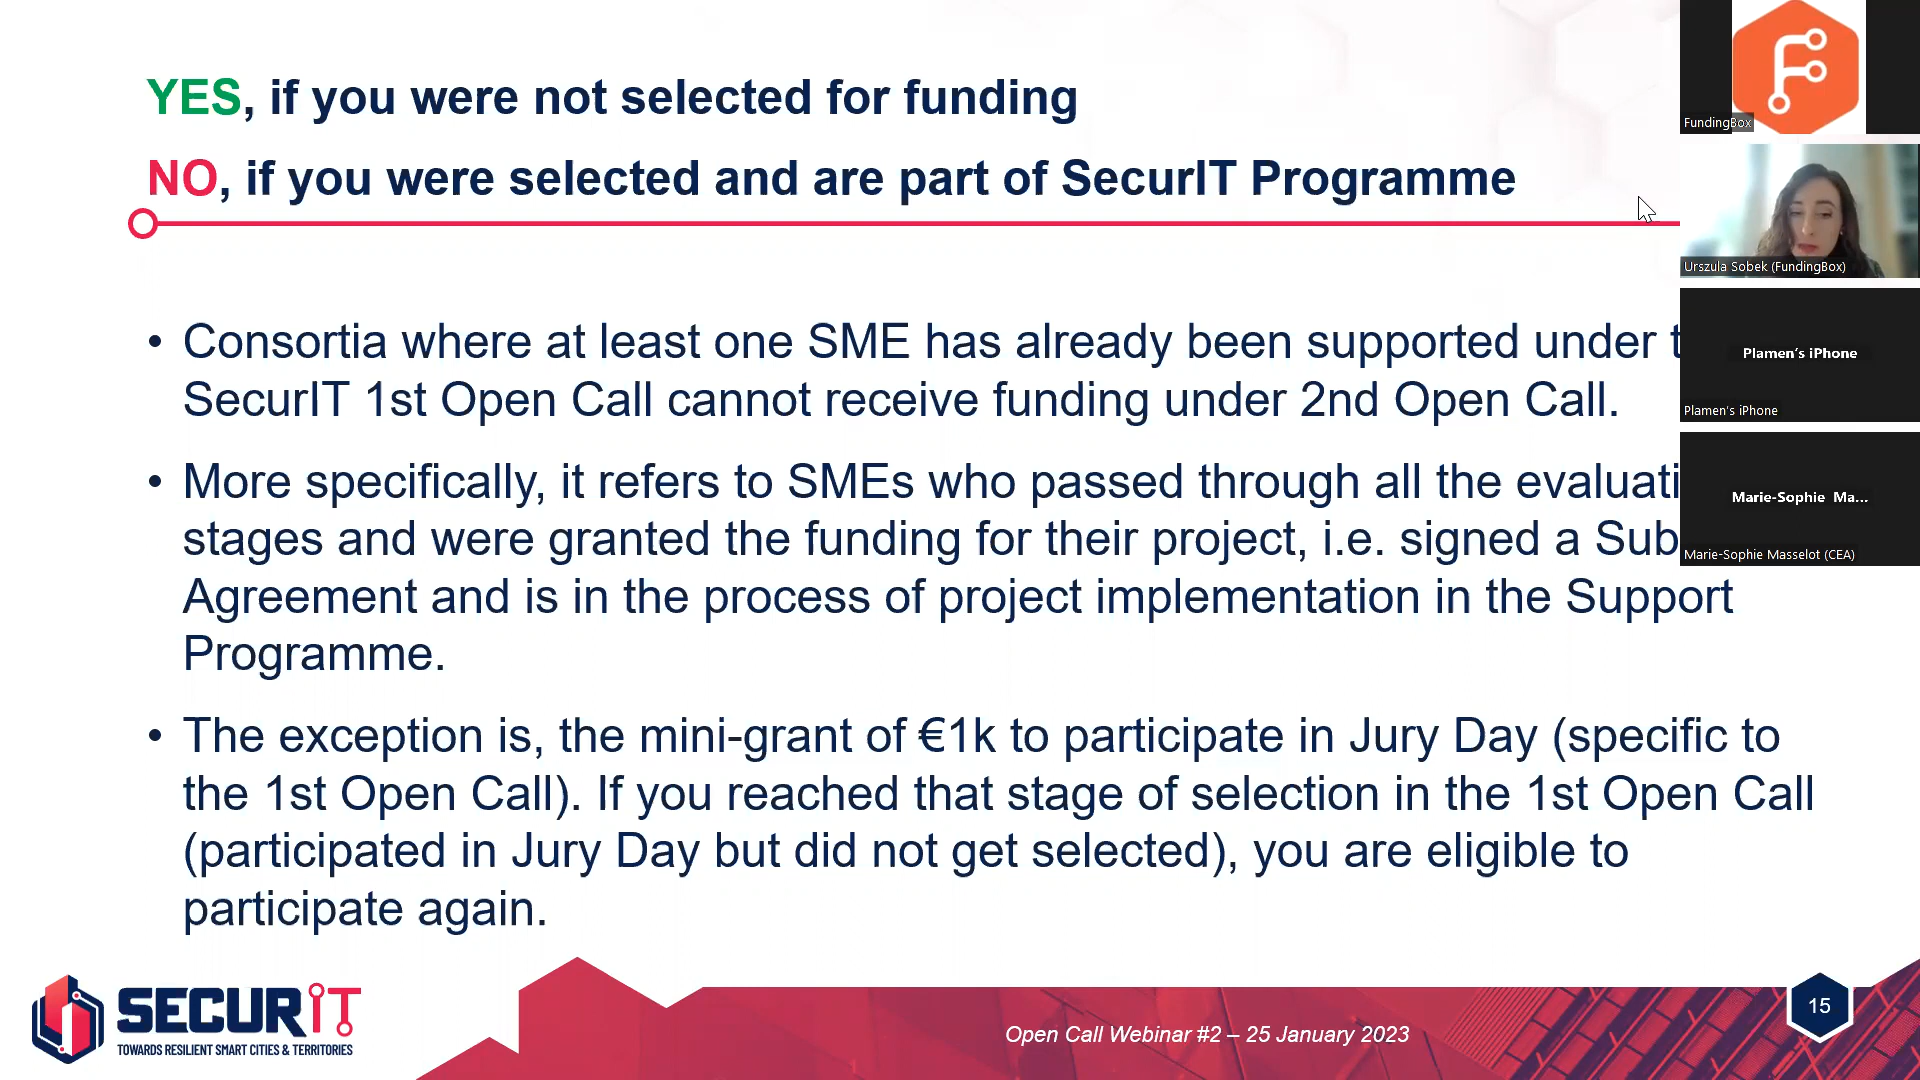 YES, if you were not selected for funding
NO, if you were selected and are part of SecurIT Programme
• Consortia where at least one SME has already been supported under
SecurIT 1st Open Call cannot receive funding under 2nd Open Call.
• More specifically, it refers to SMEs who passed through all the
stages and were granted the funding for their project, i.e. signed a Sub
Agreement and is in the process of project implementation in the Support
Programme.
• The exception is, the mini-grant of €1k to participate in Jury Day (specific to
the 1st Open Call). If you reached that stage of selection in the 1st Open Call
(participated in Jury Day but did not get selected), you are eligible to
participate again.
FundingBox
Urszula Sobek (FundingBox)
Plamen's iPhone
Plamen's iPhone
Marie-Sophie Ma...
Marie-Sophie Masselot (CEA)
SECURIT
TOWARDS RESILIENT SMART CITIES & TERRITORIES
Open Call Webinar #2 – 25 January 2023
15